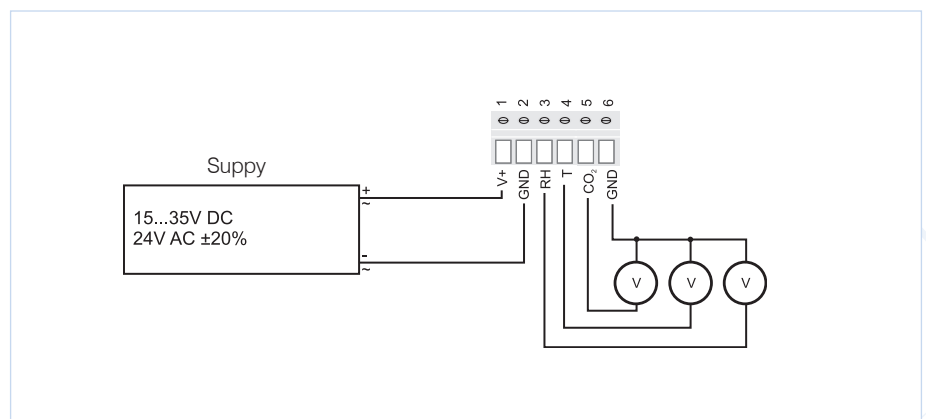 1 2 3 4 5 6
Suppy
V+ GND RH T CO₂ GND
+
~
15...35V DC
24V AC ±20%
-
~
V V V